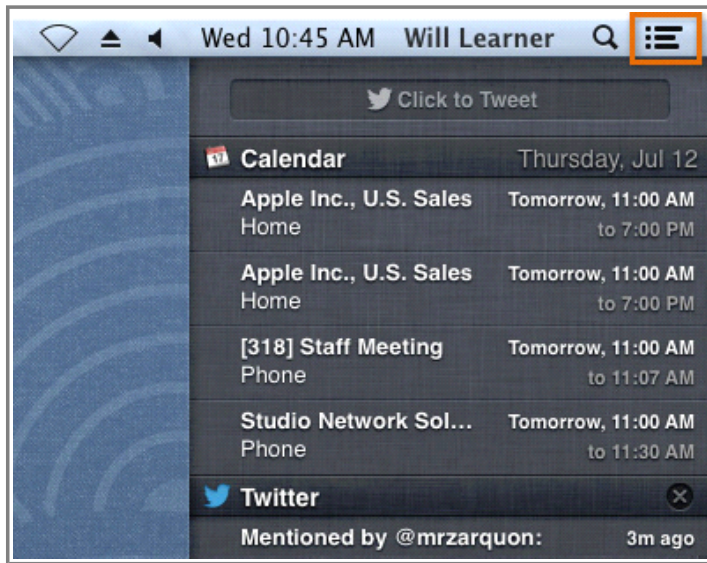 Wed 10:45 AM Will Learner
Click to Tweet
17 Calendar Thursday, Jul 12
Apple Inc., U.S. Sales Tomorrow, 11:00 AM
Home to 7:00 PM
Apple Inc., U.S. Sales Tomorrow, 11:00 AM
Home to 7:00 PM
[318] Staff Meeting Tomorrow, 11:00 AM
Phone to 11:07 AM
Studio Network Sol... Tomorrow, 11:00 AM
Phone to 11:30 AM
Twitter
Mentioned by @mrzarquon: 3m ago